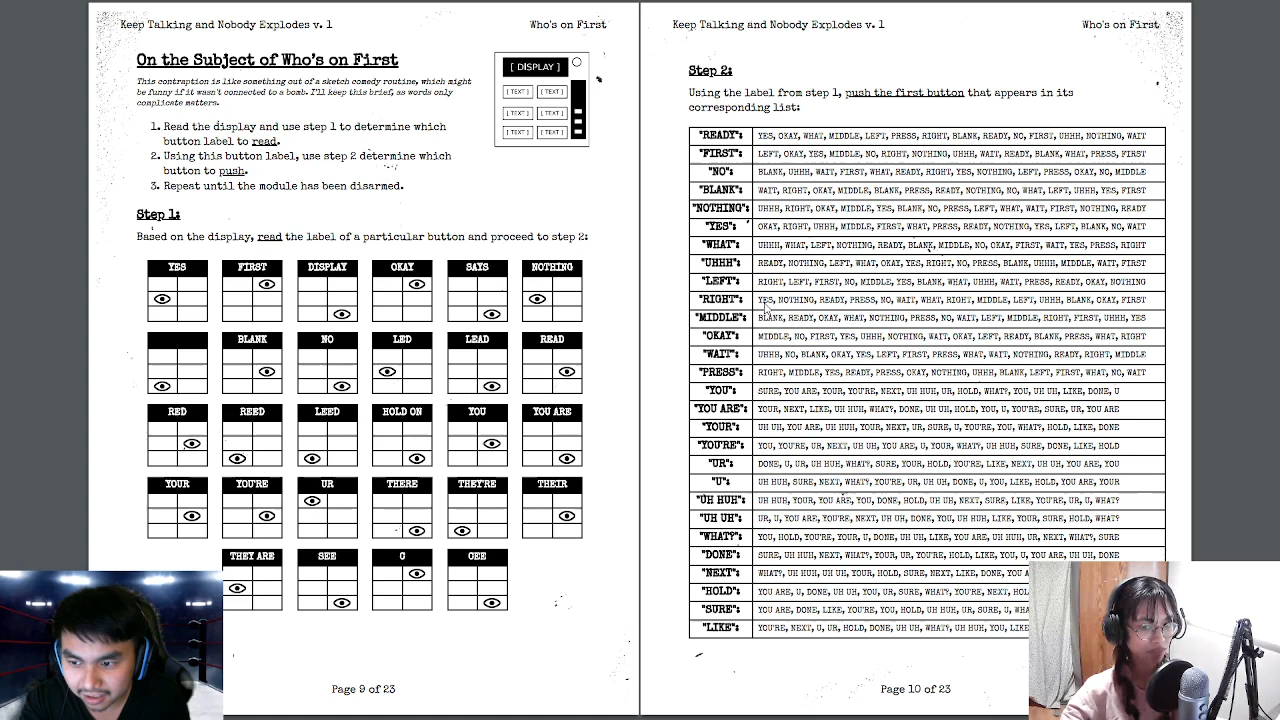 Keep Talking and Nobody Explodes v. 1
Who's on First
On the Subject of Who's on First
This contraption is like something out of a sketch comedy routine, which might
be funny if it wasn't connected to a bomb. I'll keep this brief, as words only
complicate matters.
[ DISPLAY ]
[ TEXT ] [ TEXT ]
[ TEXT ] [ TEXT ]
[ TEXT ] [ TEXT ]
1. Read the display and use step 1 to determine which
button label to read.
2. Using this button label, use step 2 determine which
button to push.
3. Repeat until the module has been disarmed.
Step 1:
Based on the display, read the label of a particular button and proceed to step 2:
YES FIRST DISPLAY OKAY SAYS NOTHING
BLANK NO LED LEAD READ
RED REED LEED HOLD ON YOU YOU ARE
YOUR YOU'RE UR THERE THEY'RE THEIR
THEY ARE SEE C CEE
Page 9 of 23
Keep Talking and Nobody Explodes v. 1
Who's on First
Step 2:
Using the label from step 1, push the first button that appears in its
corresponding list:
"READY": YES, OKAY, WHAT, MIDDLE, LEFT, PRESS, RIGHT, BLANK, READY, NO, FIRST, UHHH, NOTHING, WAIT
"FIRST": LEFT, OKAY, YES, MIDDLE, NO, RIGHT, NOTHING, UHHH, WAIT, READY, BLANK, WHAT, PRESS, FIRST
"NO": BLANK, UHHH, WAIT, FIRST, WHAT, READY, RIGHT, YES, NOTHING, LEFT, PRESS, OKAY, NO, MIDDLE
"BLANK": WAIT, RIGHT, OKAY, MIDDLE, BLANK, PRESS, READY, NOTHING, NO, WHAT, LEFT, UHHH, YES, FIRST
"NOTHING": UHHH, RIGHT, OKAY, MIDDLE, YES, BLANK, NO, PRESS, LEFT, WHAT, WAIT, FIRST, NOTHING, READY
"YES": OKAY, RIGHT, UHHH, MIDDLE, FIRST, WHAT, PRESS, READY, NOTHING, YES, LEFT, BLANK, NO, WAIT
"WHAT": UHHH, WHAT, LEFT, NOTHING, READY, BLANK, MIDDLE, NO, OKAY, FIRST, WAIT, YES, PRESS, RIGHT
"UHHH": READY, NOTHING, LEFT, WHAT, OKAY, YES, RIGHT, NO, PRESS, BLANK, UHHH, MIDDLE, WAIT, FIRST
"LEFT": RIGHT, LEFT, FIRST, NO, MIDDLE, YES, BLANK, WHAT, UHHH, WAIT, PRESS, READY, OKAY, NOTHING
"RIGHT": YES, NOTHING, READY, PRESS, NO, WAIT, WHAT, RIGHT, MIDDLE, LEFT, UHHH, BLANK, OKAY, FIRST
"MIDDLE": BLANK, READY, OKAY, WHAT, NOTHING, PRESS, NO, WAIT, LEFT, MIDDLE, RIGHT, FIRST, UHHH, YES
"OKAY": MIDDLE, NO, FIRST, YES, UHHH, NOTHING, WAIT, OKAY, LEFT, READY, BLANK, PRESS, WHAT, RIGHT
"WAIT": UHHH, NO, BLANK, OKAY, YES, LEFT, FIRST, PRESS, WHAT, WAIT, NOTHING, READY, RIGHT, MIDDLE
"PRESS": RIGHT, MIDDLE, YES, READY, PRESS, OKAY, NOTHING, UHHH, BLANK, LEFT, FIRST, WHAT, NO, WAIT
"YOU": SURE, YOU ARE, YOUR, YOU'RE, NEXT, UH HUH, UR, HOLD, WHAT?, YOU, UH UH, LIKE, DONE, U
"YOU ARE": YOUR, NEXT, LIKE, UH HUH, WHAT?, DONE, UH UH, HOLD, YOU, U, YOU'RE, SURE, UR, YOU ARE
"YOUR": UH UH, YOU ARE, UH HUH, YOUR, NEXT, UR, SURE, U, YOU'RE, YOU, WHAT?, HOLD, LIKE, DONE
"YOU'RE": YOU, YOU'RE, UR, NEXT, UH UH, YOU ARE, U, YOUR, WHAT?, UH HUH, SURE, DONE, LIKE, HOLD
"UR": DONE, U, UR, UH HUH, WHAT?, SURE, YOUR, HOLD, YOU'RE, LIKE, NEXT, UH UH, YOU ARE, YOU
"U": UH HUH, SURE, NEXT, WHAT?, YOU'RE, UR, UH UH, DONE, U, YOU, LIKE, HOLD, YOU ARE, YOUR
"UH HUH": UH HUH, YOUR, YOU ARE, YOU, DONE, HOLD, UH UH, NEXT, SURE, LIKE, YOU'RE, UR, U, WHAT?
"UH UH": UR, U, YOU ARE, YOU'RE, NEXT, UH UH, DONE, YOU, UH HUH, LIKE, YOUR, SURE, HOLD, WHAT?
"WHAT?": YOU, HOLD, YOU'RE, YOUR, U, DONE, UH UH, LIKE, YOU ARE, UH HUH, UR, NEXT, WHAT?, SURE
"DONE": SURE, UH HUH, NEXT, WHAT?, YOUR, UR, YOU'RE, HOLD, LIKE, YOU, U, YOU ARE, UH UH, DONE
"NEXT": WHAT?, UH HUH, UH UH, YOUR, HOLD, SURE, NEXT, LIKE, DONE, YOU A
"HOLD": YOU ARE, U, DONE, UH UH, YOU, UR, SURE, WHAT?, YOU'RE, NEXT, HOL
"SURE": YOU ARE, DONE, LIKE, YOU'RE, YOU, HOLD, UH HUH, UR, SURE, U, WHA
"LIKE": YOU'RE, NEXT, U, UR, HOLD, DONE, UH UH, WHAT?, UH HUH, YOU, LIKE
Page 10 of 23